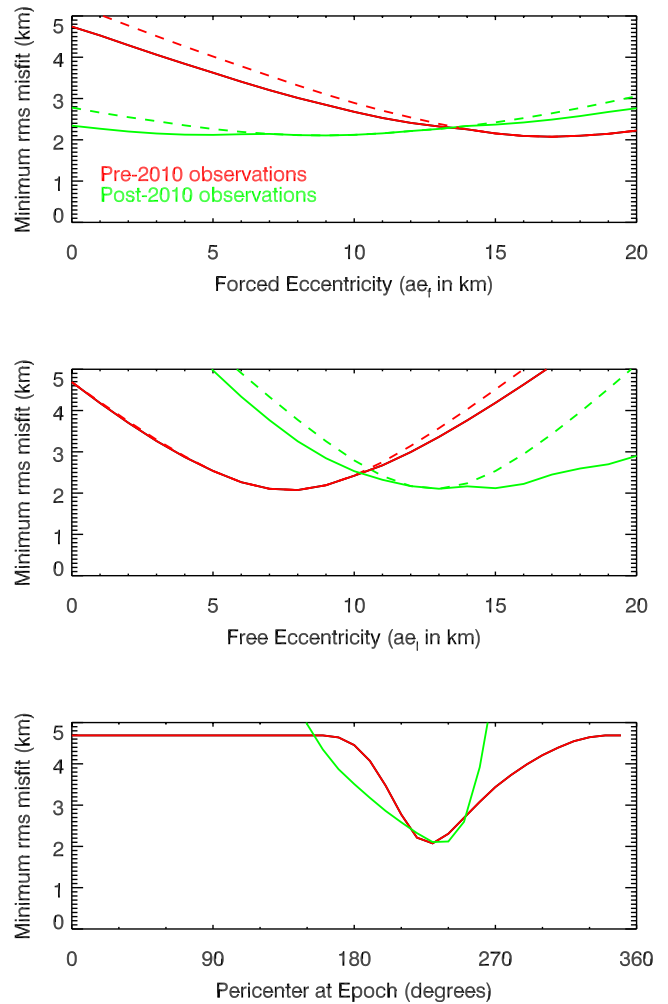 Minimum rms misfit (km)
5
4
3
2
1
0
Pre-2010 observations
Post-2010 observations
0 5 10 15 20
Forced Eccentricity (ae_f in km)
Minimum rms misfit (km)
5
4
3
2
1
0
0 5 10 15 20
Free Eccentricity (ae_l in km)
Minimum rms misfit (km)
5
4
3
2
1
0
0 90 180 270 360
Pericenter at Epoch (degrees)